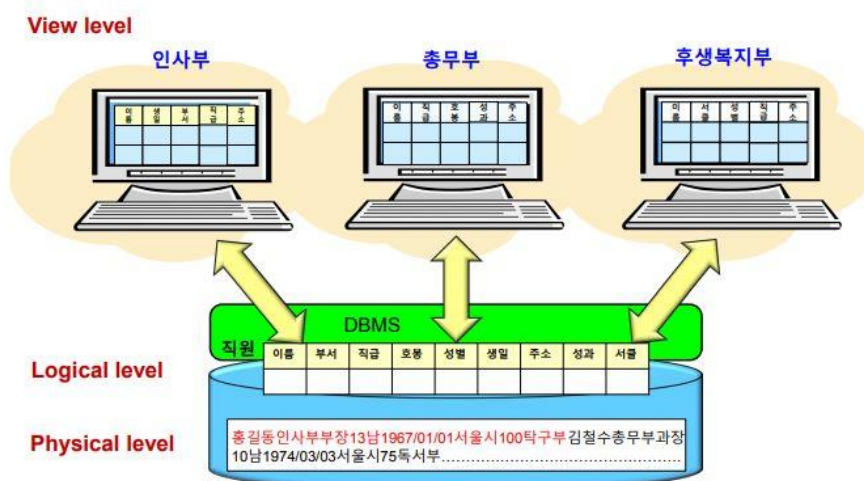 View level
인사부 총무부 후생복지부
이름 생일 부서 직급 주소
이름 직급 호봉 성과 주소
이름 서클 성별 직급 주소
DBMS
직원
이름 부서 직급 호봉 성별 생일 주소 성과 서클
Logical level
Physical level
홍길동인사부부장13남1967/01/01서울시100탁구부김철수총무부과장
10남1974/03/03서울시75독서부......................................................